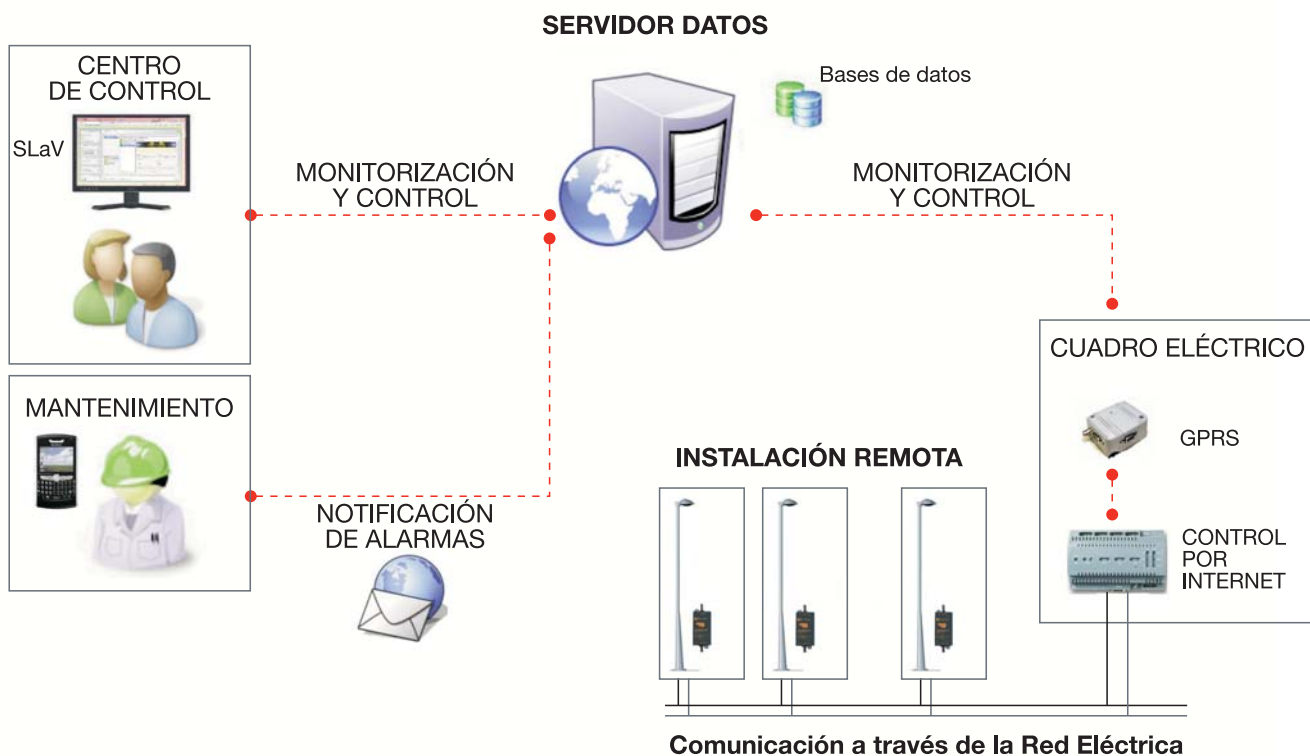 SERVIDOR DATOS
CENTRO
DE CONTROL
SLaV
Bases de datos
MONITORIZACIÓN
Y CONTROL
MONITORIZACIÓN
Y CONTROL
CUADRO ELÉCTRICO
GPRS
CONTROL
POR
INTERNET
MANTENIMIENTO
NOTIFICACIÓN
DE ALARMAS
INSTALACIÓN REMOTA
Comunicación a través de la Red Eléctrica